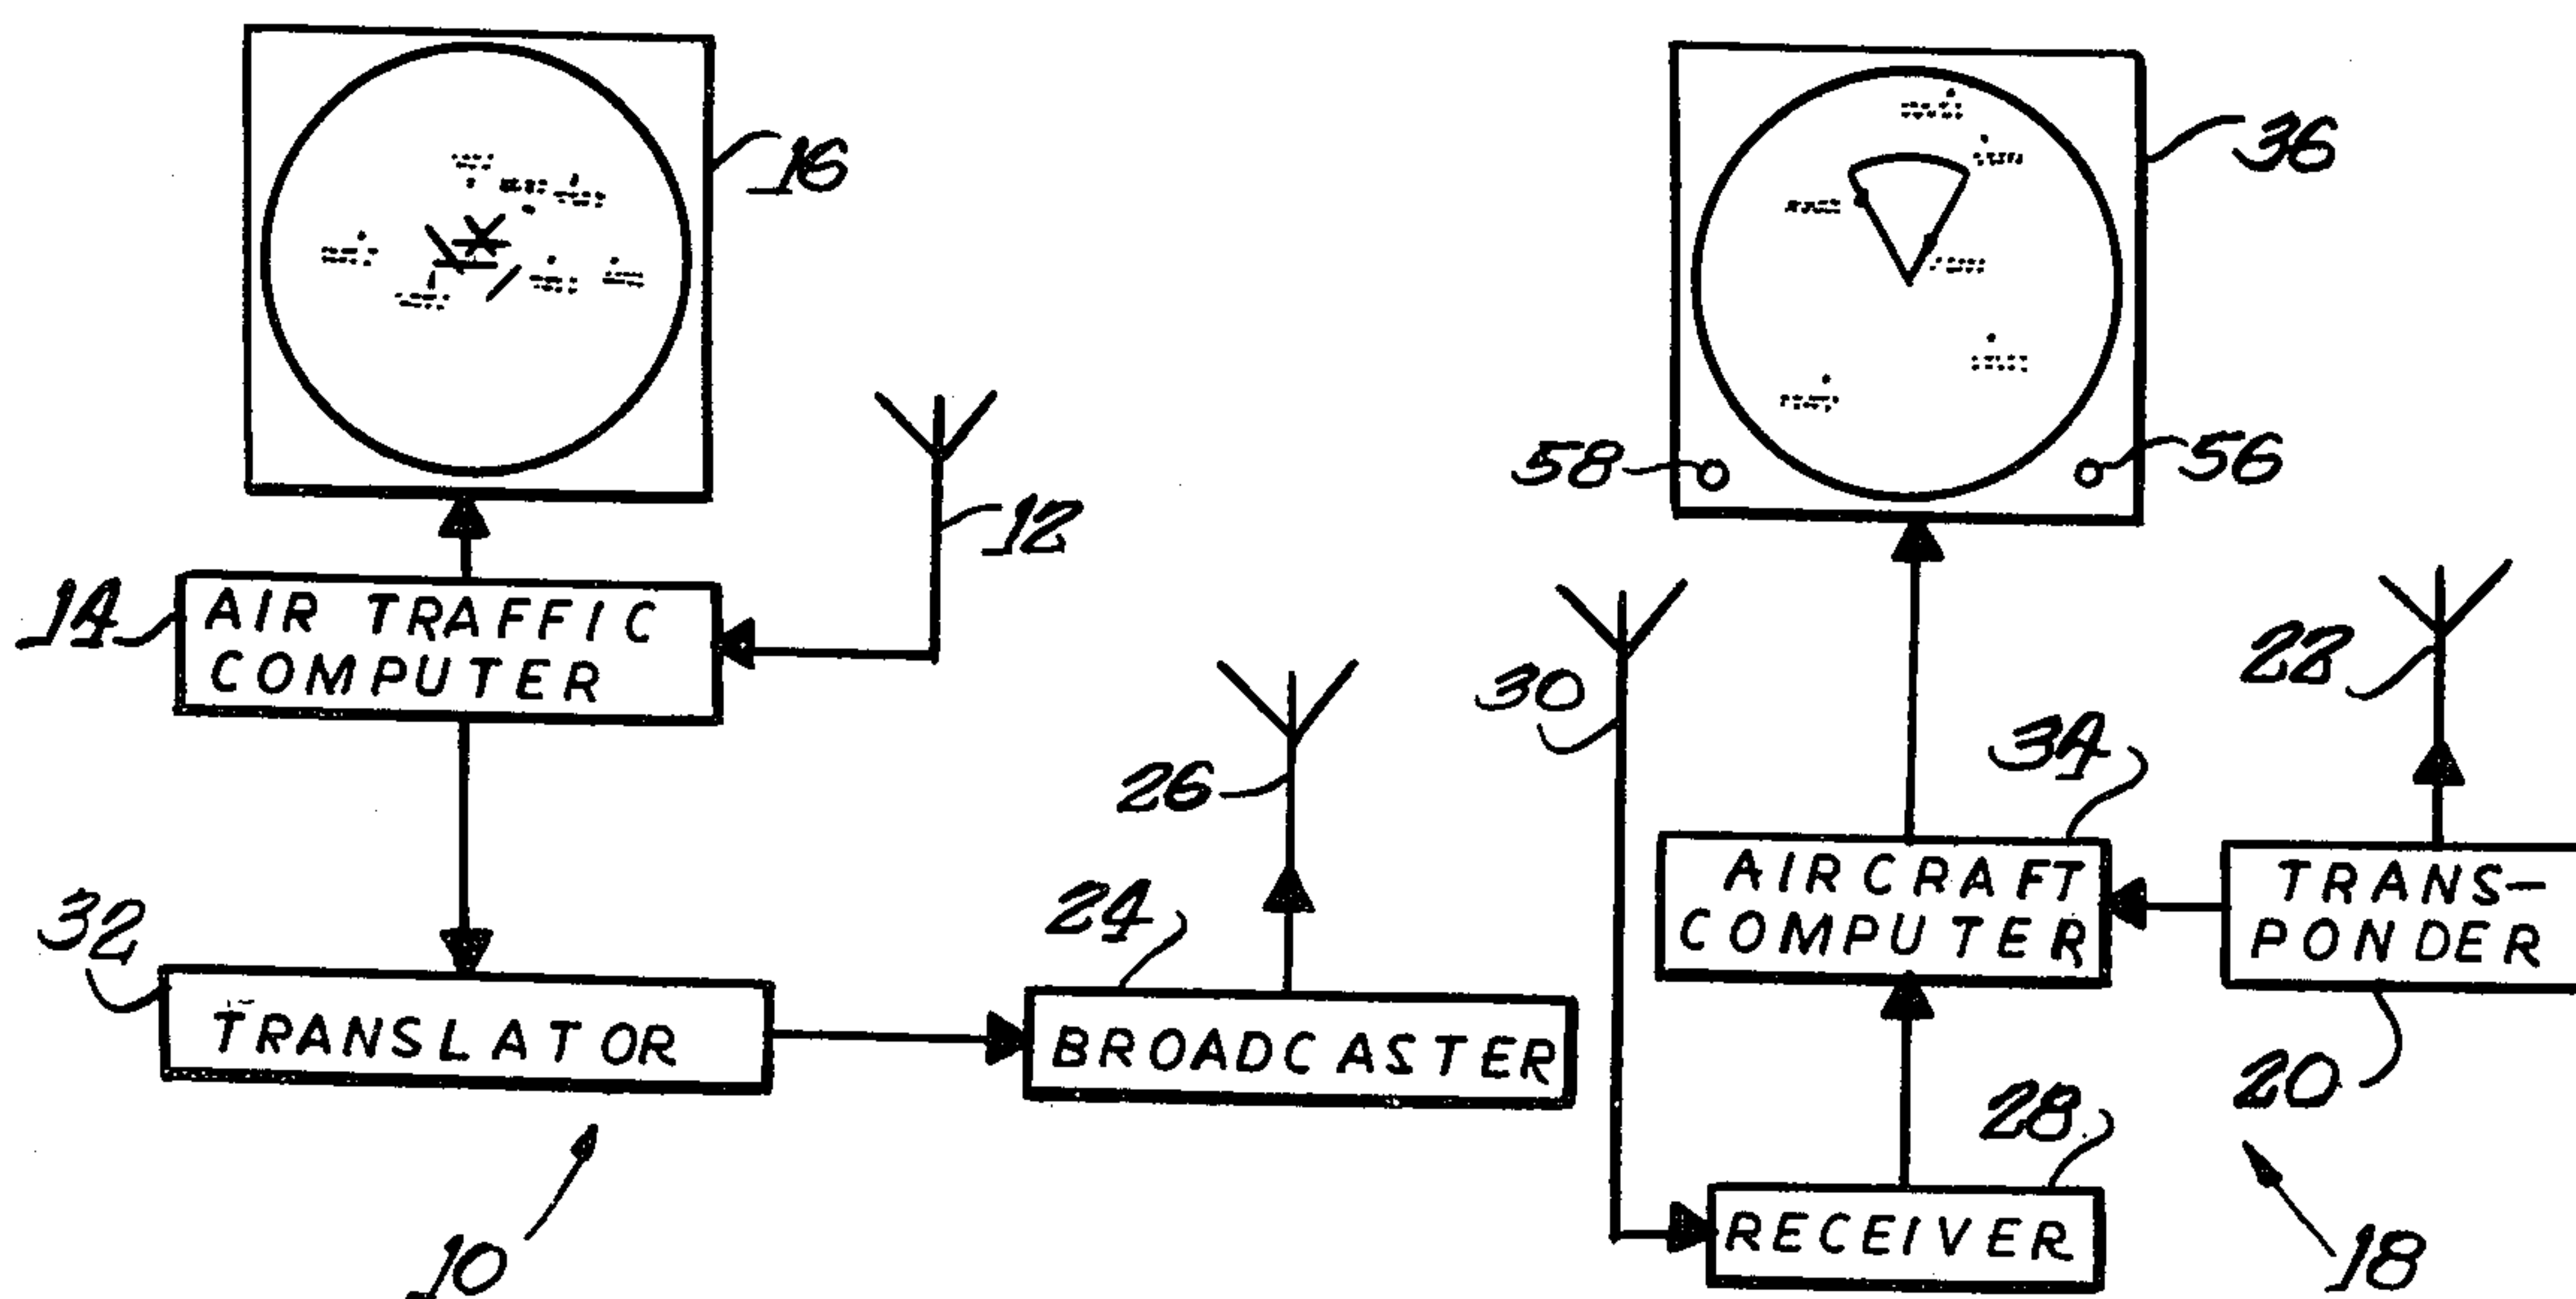 16
36
12
58
56
14
AIR TRAFFIC
COMPUTER
30
22
34
26
AIRCRAFT
COMPUTER
TRANS-
PONDER
32
24
TRANSLATOR
BROADCASTER
20
28
RECEIVER
10
18